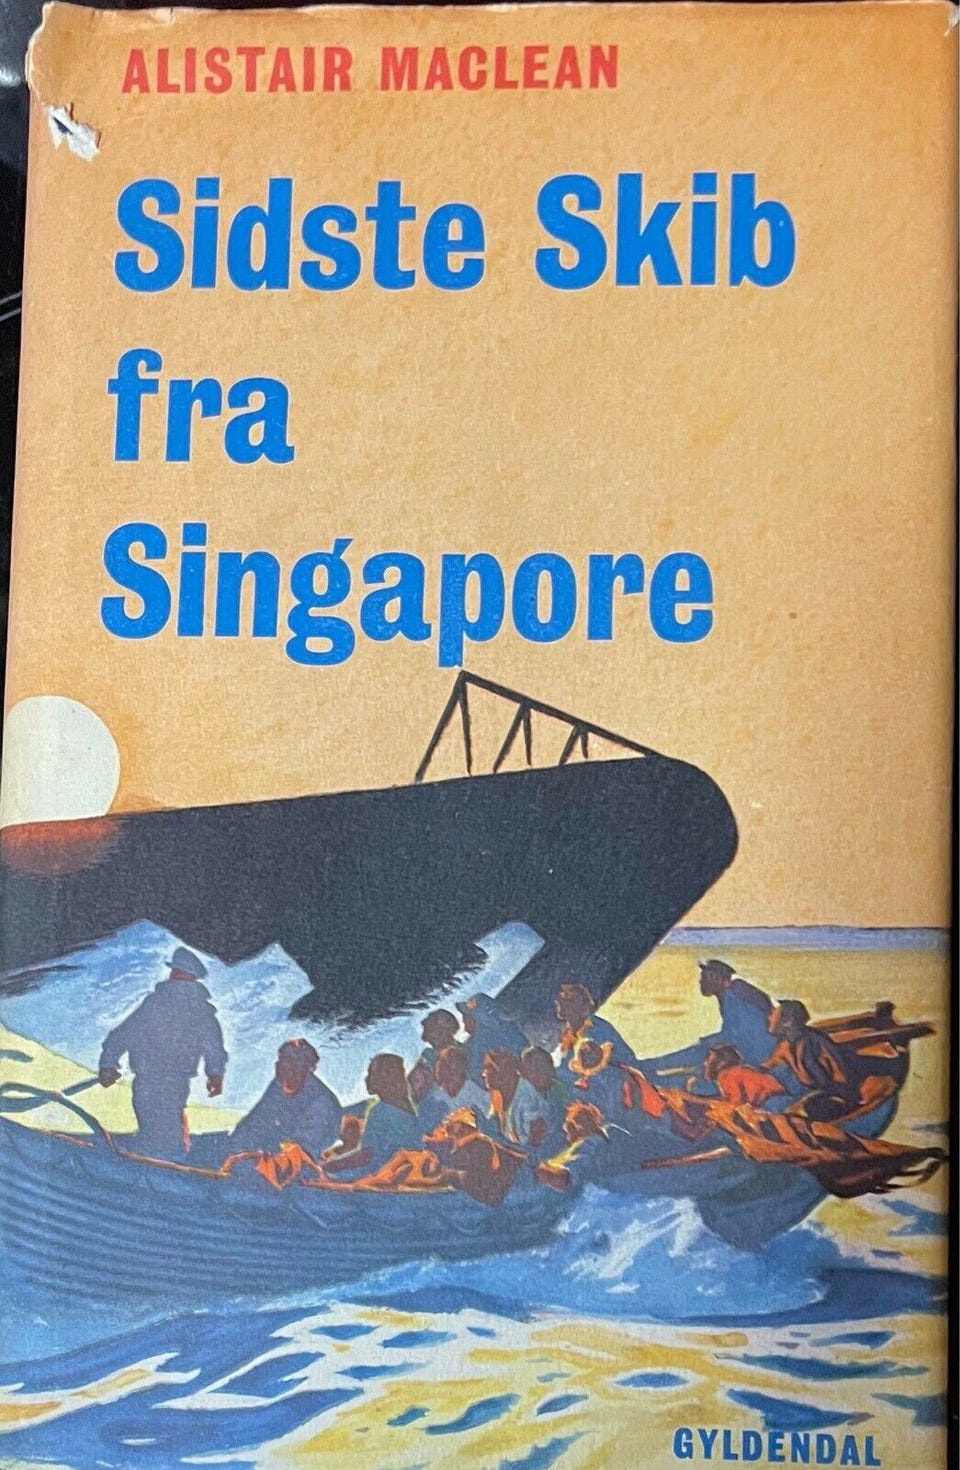 ALISTAIR MACLEAN
Sidste Skib
fra
Singapore
GYLDENDAL